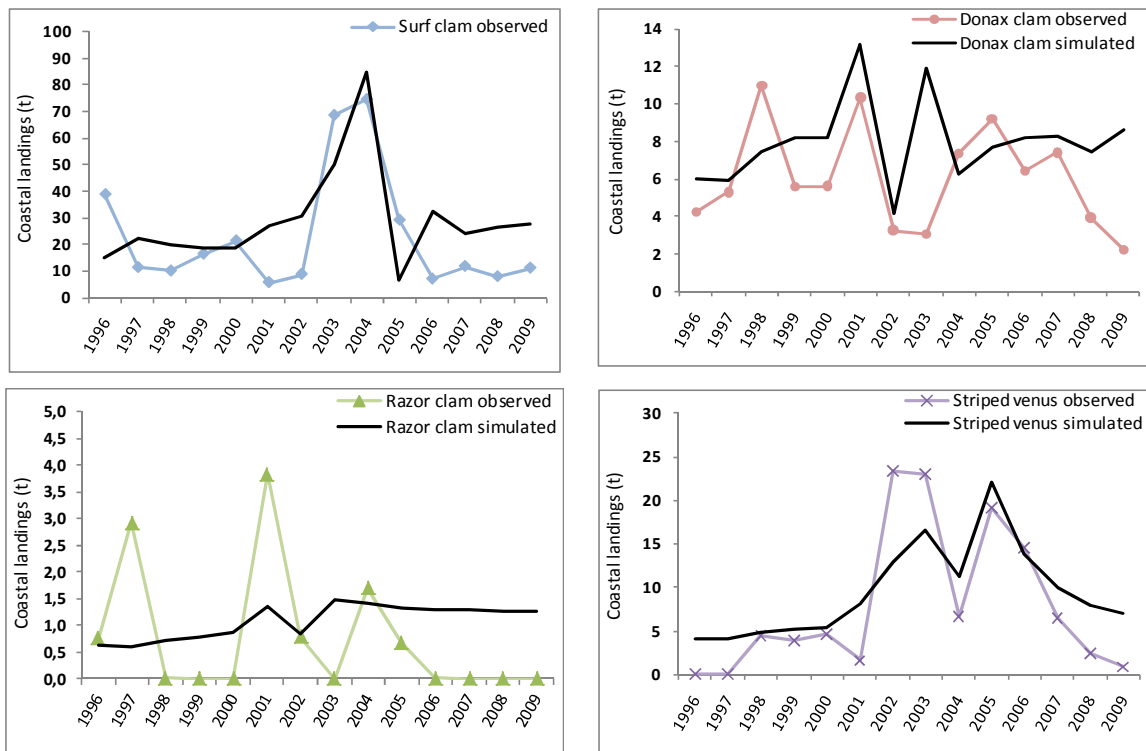 Surf clam observed
Coastal landings (t)
100
90
80
70
60
50
40
30
20
10
0
1996 1997 1998 1999 2000 2001 2002 2003 2004 2005 2006 2007 2008 2009
Donax clam observed
Donax clam simulated
Coastal landings (t)
14
12
10
8
6
4
2
0
1996 1997 1998 1999 2000 2001 2002 2003 2004 2005 2006 2007 2008 2009
Razor clam observed
Razor clam simulated
Coastal landings (t)
5,0
4,5
4,0
3,5
3,0
2,5
2,0
1,5
1,0
0,5
0,0
1996 1997 1998 1999 2000 2001 2002 2003 2004 2005 2006 2007 2008 2009
Striped venus observed
Striped venus simulated
Coastal landings (t)
30
25
20
15
10
5
0
1996 1997 1998 1999 2000 2001 2002 2003 2004 2005 2006 2007 2008 2009